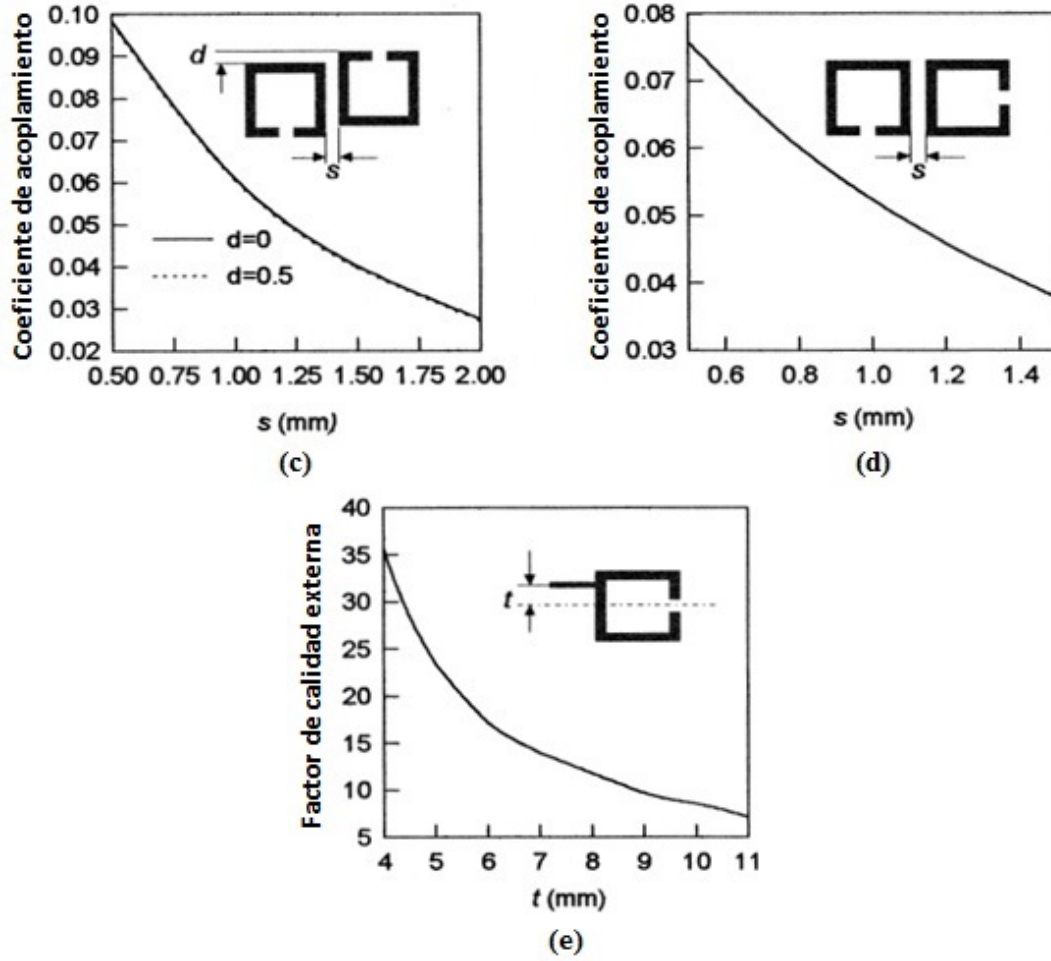 Coeficiente de acoplamiento
0.10
0.09
0.08
0.07
0.06
0.05
0.04
0.03
0.02
d
s
d=0
d=0.5
0.50 0.75 1.00 1.25 1.50 1.75 2.00
s (mm)
(c)
Coeficiente de acoplamiento
0.08
0.07
0.06
0.05
0.04
0.03
s
0.6 0.8 1.0 1.2 1.4
s (mm)
(d)
Factor de calidad externa
40
35
30
25
20
15
10
5
t
4 5 6 7 8 9 10 11
t (mm)
(e)